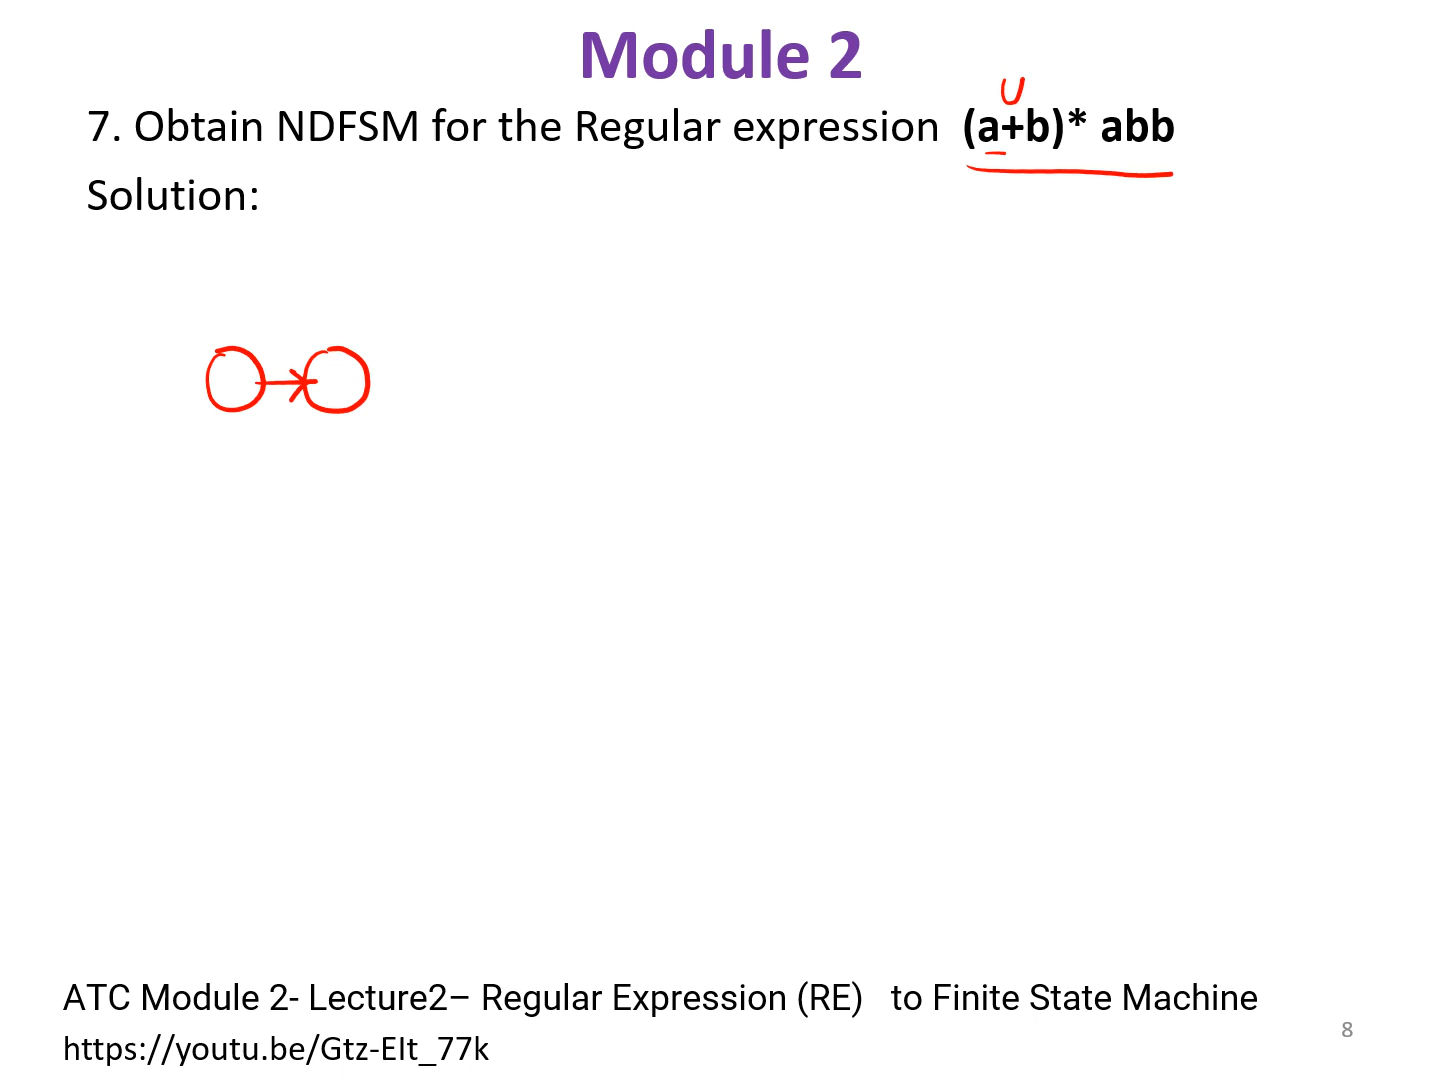 Module 2
U
7. Obtain NDFSM for the Regular expression (a+b)* abb
Solution:
ATC Module 2- Lecture2– Regular Expression (RE) to Finite State Machine
8
https://youtu.be/Gtz-EIt_77k